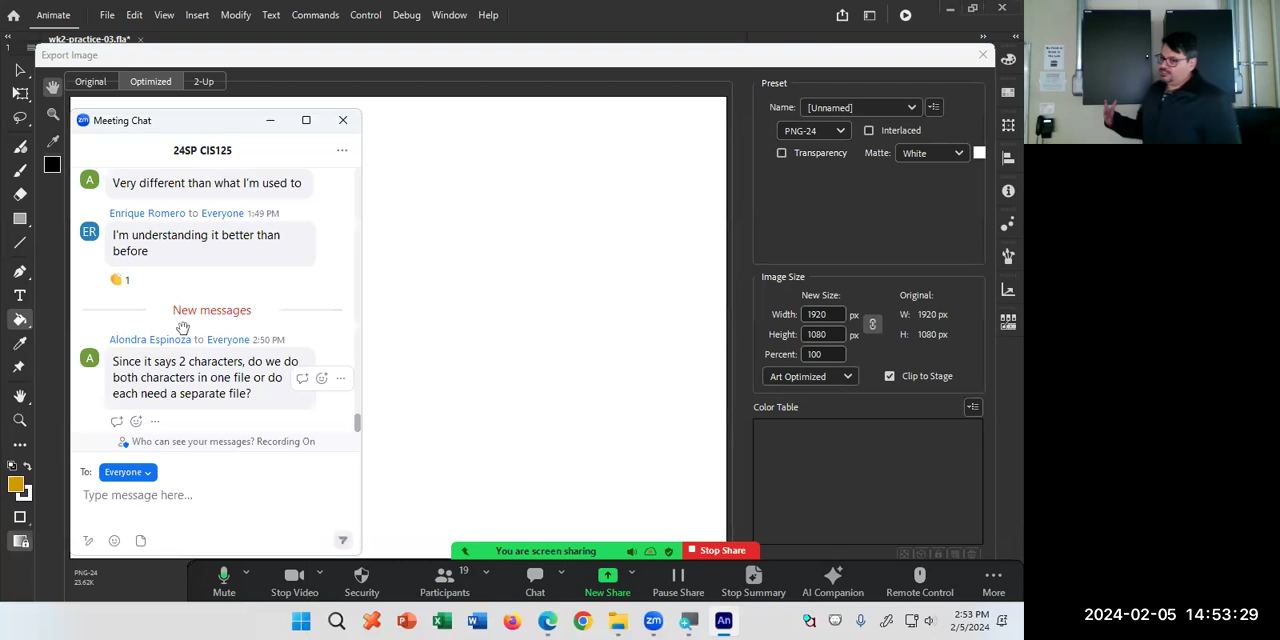 Animate
File Edit View Insert Modify Text Commands Control Debug Window Help
wk2-practice-03.fla*
Export Image
Original Optimized 2-Up
Meeting Chat
24SP CIS125
A
Very different than what I'm used to
Enrique Romero to Everyone 1:49 PM
ER
I'm understanding it better than
before
1
New messages
Alondra Espinoza to Everyone 2:50 PM
A
Since it says 2 characters, do we do
both characters in one file or do
each need a separate file?
Who can see your messages? Recording On
To: Everyone
Type message here...
Preset
Name: [Unnamed]
PNG-24 Interlaced
Transparency Matte: White
Image Size
New Size: Original:
Width: 1920 px W: 1920 px
Height: 1080 px H: 1080 px
Percent: 100
Art Optimized Clip to Stage
Color Table
PNG-24
23.62K
You are screen sharing Stop Share
Mute Stop Video Security Participants 19 Chat New Share Pause Share Stop Summary AI Companion Remote Control More
zm An
2:53 PM
2/5/2024
2024-02-05 14:53:29